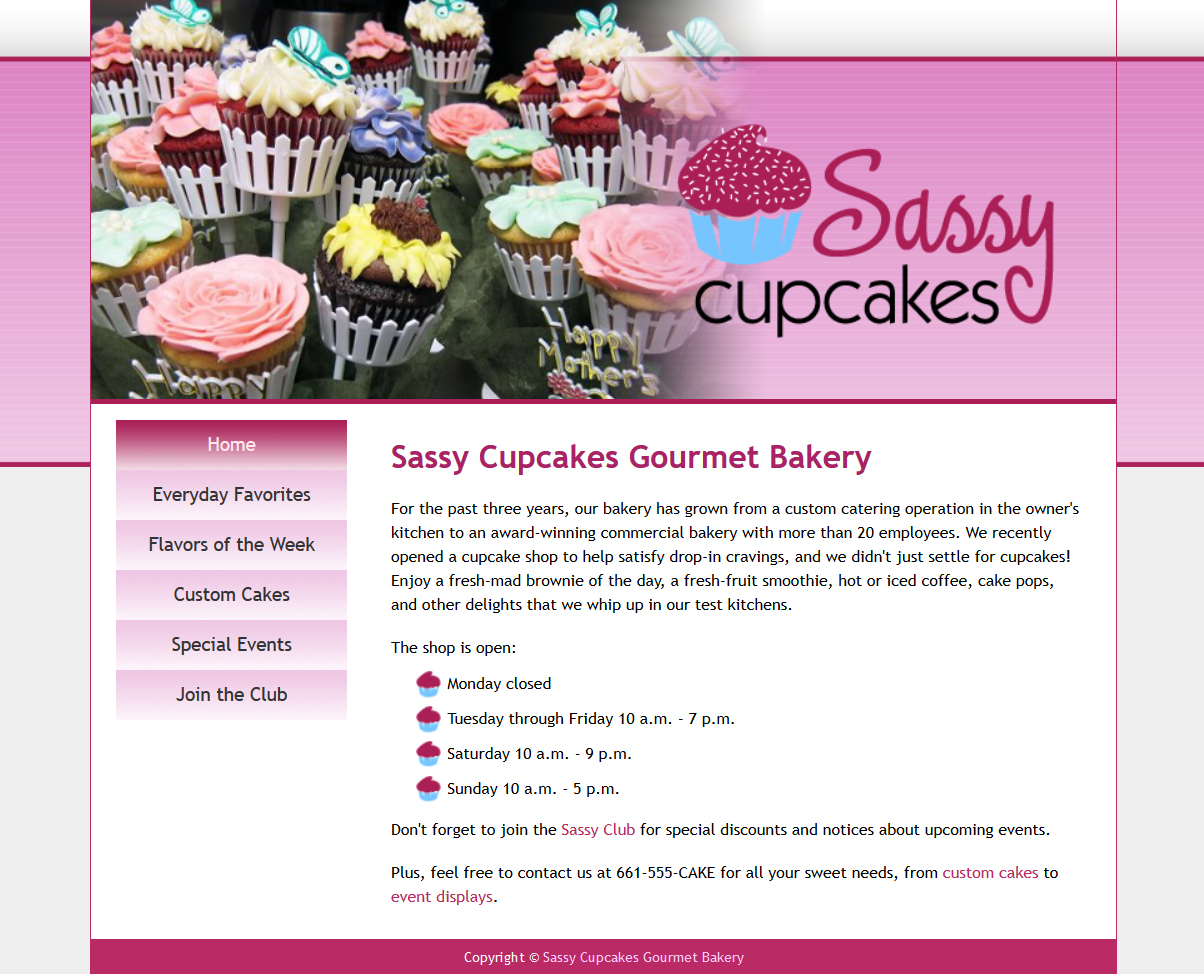 Sassy
cupcakes
Happy
Happy
Mother's
Home
Everyday Favorites
Flavors of the Week
Custom Cakes
Special Events
Join the Club
Sassy Cupcakes Gourmet Bakery
For the past three years, our bakery has grown from a custom catering operation in the owner's
kitchen to an award-winning commercial bakery with more than 20 employees. We recently
opened a cupcake shop to help satisfy drop-in cravings, and we didn't just settle for cupcakes!
Enjoy a fresh-mad brownie of the day, a fresh-fruit smoothie, hot or iced coffee, cake pops,
and other delights that we whip up in our test kitchens.
The shop is open:
Monday closed
Tuesday through Friday 10 a.m. - 7 p.m.
Saturday 10 a.m. - 9 p.m.
Sunday 10 a.m. - 5 p.m.
Don't forget to join the Sassy Club for special discounts and notices about upcoming events.
Plus, feel free to contact us at 661-555-CAKE for all your sweet needs, from custom cakes to
event displays.
Copyright © Sassy Cupcakes Gourmet Bakery